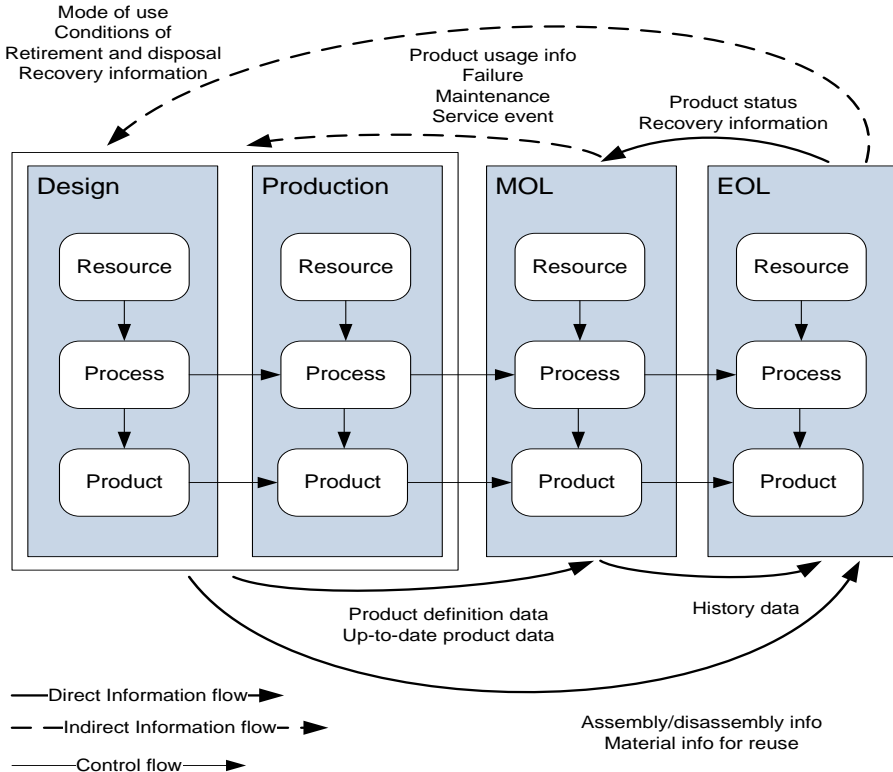 Mode of use
Conditions of
Retirement and disposal
Recovery information
Product usage info
Failure
Maintenance
Service event
Product status
Recovery information
Design
Production
MOL
EOL
Resource
Resource
Resource
Resource
Process
Process
Process
Process
Product
Product
Product
Product
Product definition data
Up-to-date product data
History data
Direct Information flow
Indirect Information flow
Control flow
Assembly/disassembly info
Material info for reuse